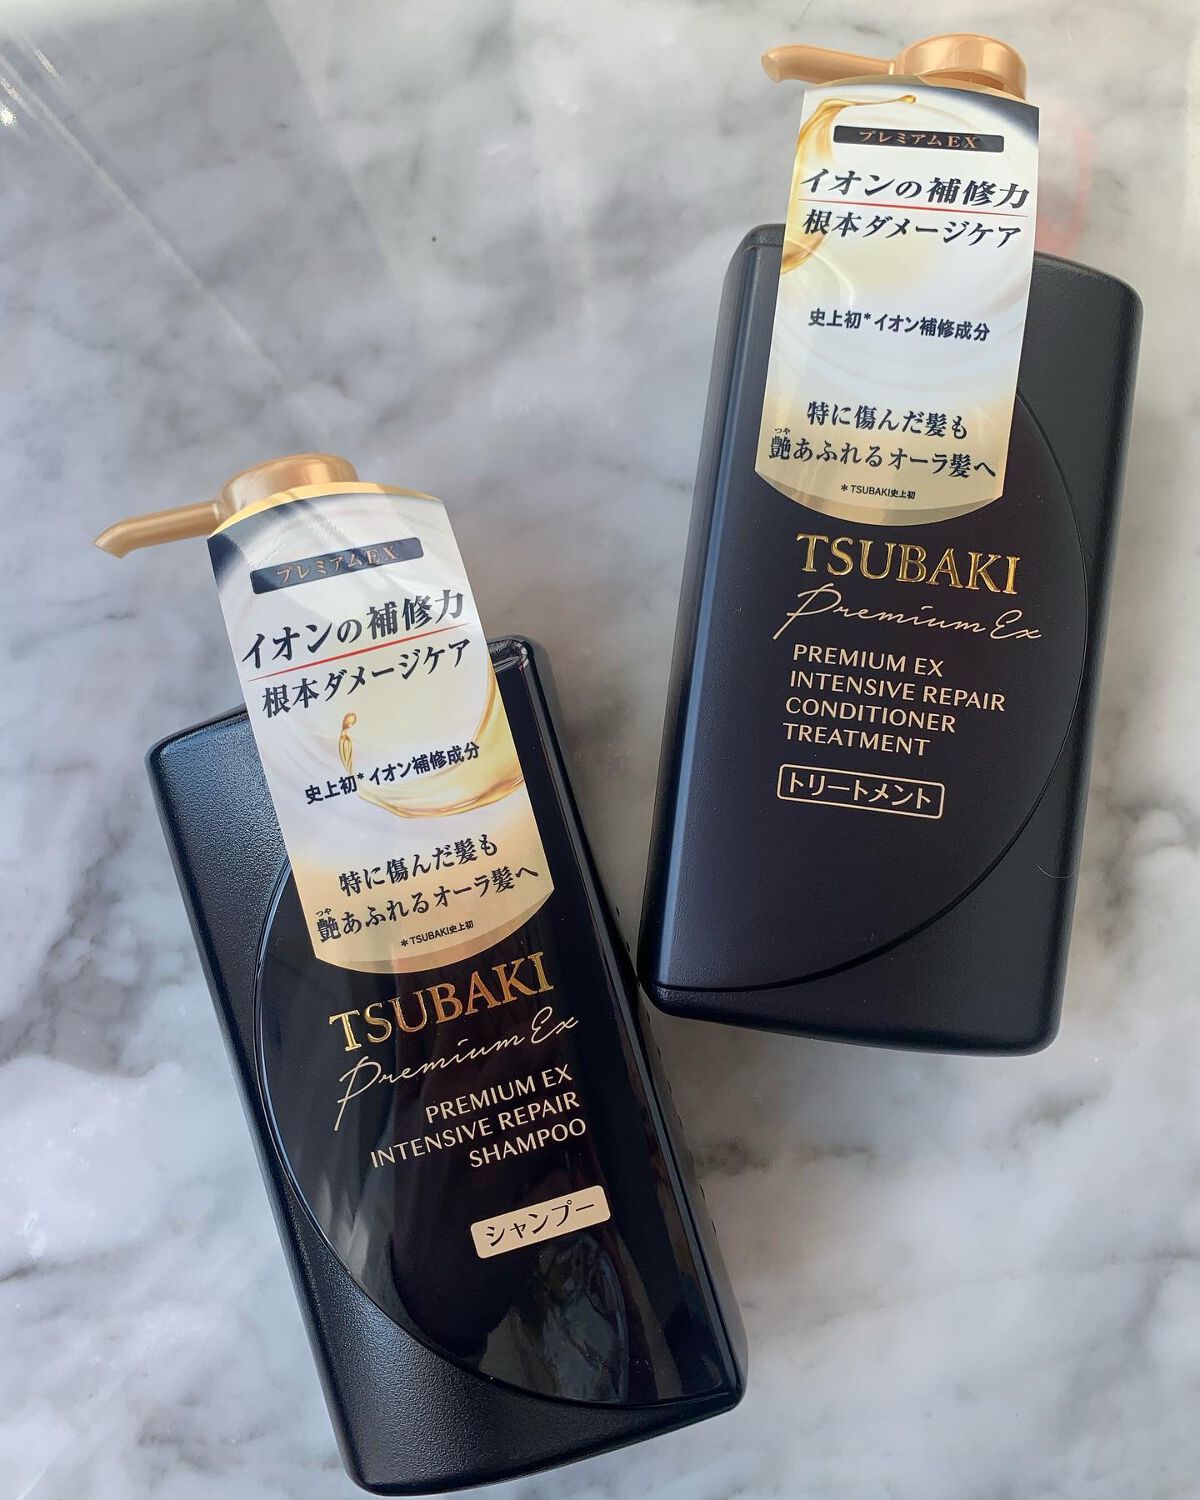 プレミアムEX
イオンの補修力
根本ダメージケア
史上初*イオン補修成分
特に傷んだ髪も
つや
艶あふれるオーラ髪へ
*TSUBAKI史上初
TSUBAKI
Premium Ex
PREMIUM EX
INTENSIVE REPAIR
CONDITIONER
TREATMENT
トリートメント
プレミアムEX
イオンの補修力
根本ダメージケア
史上初*イオン補修成分
特に傷んだ髪も
つや
艶あふれるオーラ髪へ
*TSUBAKI史上初
TSUBAKI
Premium Ex
PREMIUM EX
INTENSIVE REPAIR
SHAMPOO
シャンプー